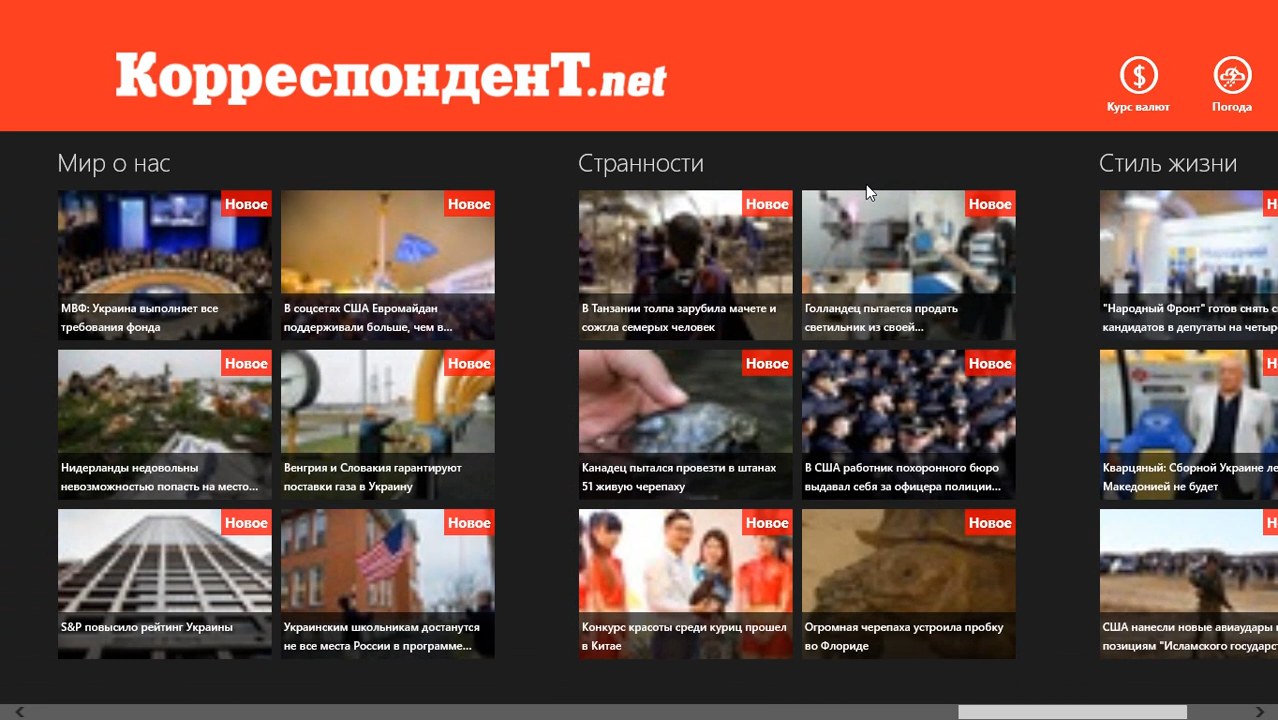 КорреспонденТ.net
Курс валют
Погода
Мир о нас
Новое
МВФ: Украина выполняет все
требования фонда
Новое
В соцсетях США Евромайдан
поддерживали больше, чем в...
Новое
Нидерланды недовольны
невозможностью попасть на место...
Новое
Венгрия и Словакия гарантируют
поставки газа в Украину
Новое
S&P повысило рейтинг Украины
Новое
Украинским школьникам достанутся
не все места России в программе...
Странности
Новое
В Танзании толпа зарубила мачете и
сожгла семерых человек
Новое
Голландец пытается продать
светильник из своей...
Новое
Канадец пытался провезти в штанах
51 живую черепаху
Новое
В США работник похоронного бюро
выдавал себя за офицера полиции...
Новое
Конкурс красоты среди куриц прошел
в Китае
Новое
Огромная черепаха устроила пробку
во Флориде
Стиль жизни
Н
"Народный Фронт" готов снять с
кандидатов в депутаты на четыр
Н
Кварцяный: Сборной Украине ле
Македонией не будет
Н
США нанесли новые авиаудары
позициям "Исламского государст